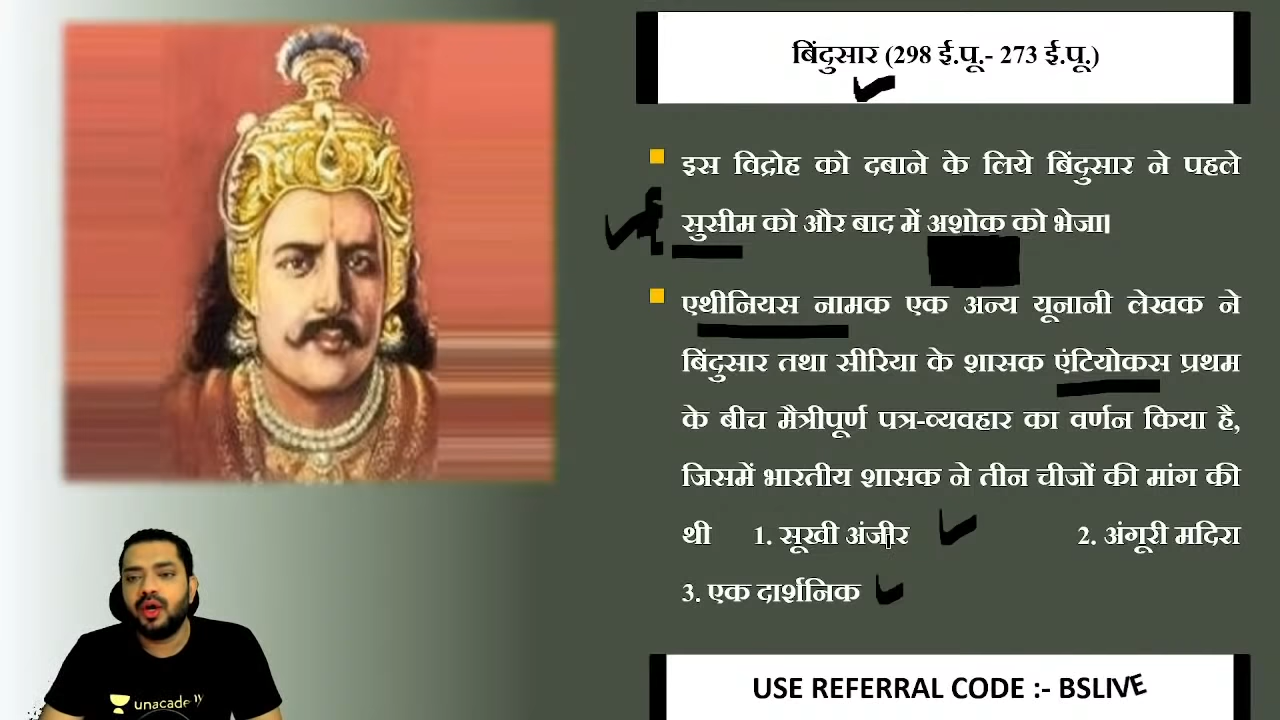 बिंदुसार (298 ई.पू.- 273 ई.पू.)
इस विद्रोह को दबाने के लिये बिंदुसार ने पहले
सुसीम को और बाद में अशोक को भेजा।
एथीनियस नामक एक अन्य यूनानी लेखक ने
बिंदुसार तथा सीरिया के शासक एंटियोकस प्रथम
के बीच मैत्रीपूर्ण पत्र-व्यवहार का वर्णन किया है,
जिसमें भारतीय शासक ने तीन चीजों की मांग की
थी 1. सूखी अंजीर 2. अंगूरी मदिरा
3. एक दार्शनिक
unacademy
USE REFERRAL CODE :- BSLIVE